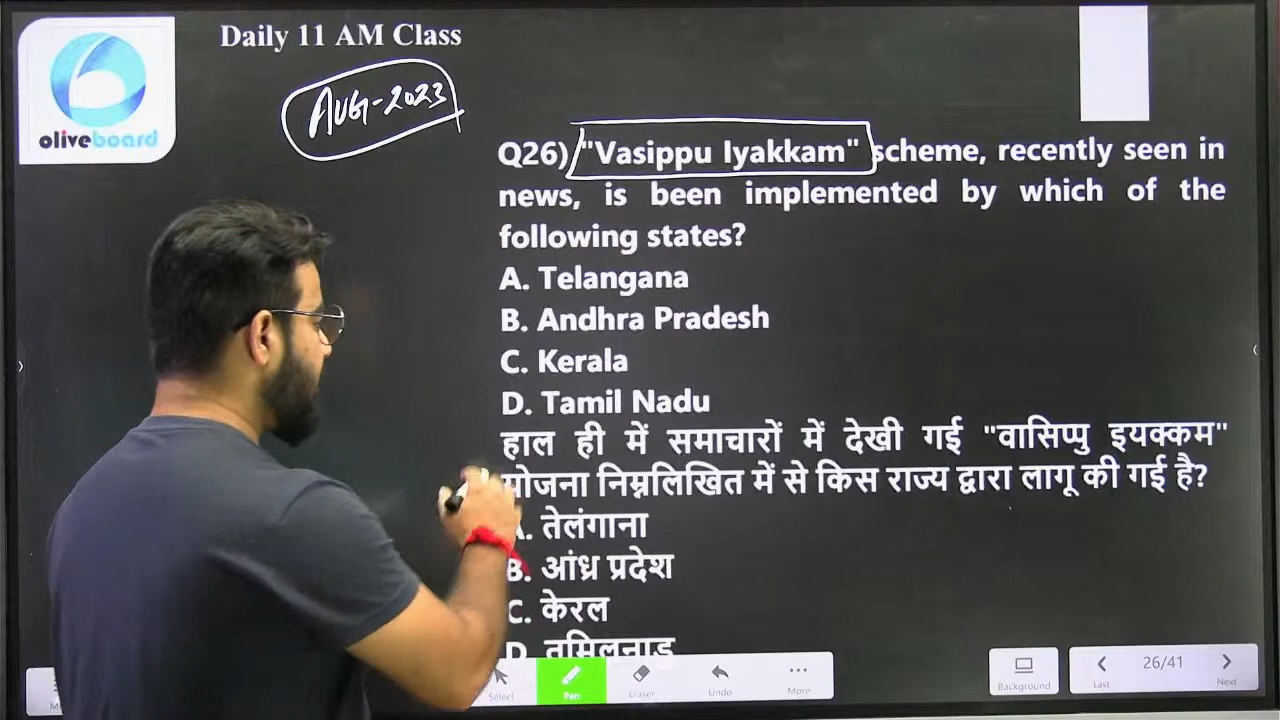 Daily 11 AM Class
oliveboard
AUG-2023
Q26) "Vasippu Iyakkam" scheme, recently seen in
news, is been implemented by which of the
following states?
A. Telangana
B. Andhra Pradesh
C. Kerala
D. Tamil Nadu
हाल ही में समाचारों में देखी गई "वासिप्पु इयक्कम"
योजना निम्नलिखित में से किस राज्य द्वारा लागू की गई है?
A. तेलंगाना
B. आंध्र प्रदेश
C. केरल
D. तमिलनाडु
Select
Pen
Eraser
Undo
More
Background
Last
26/41
Next